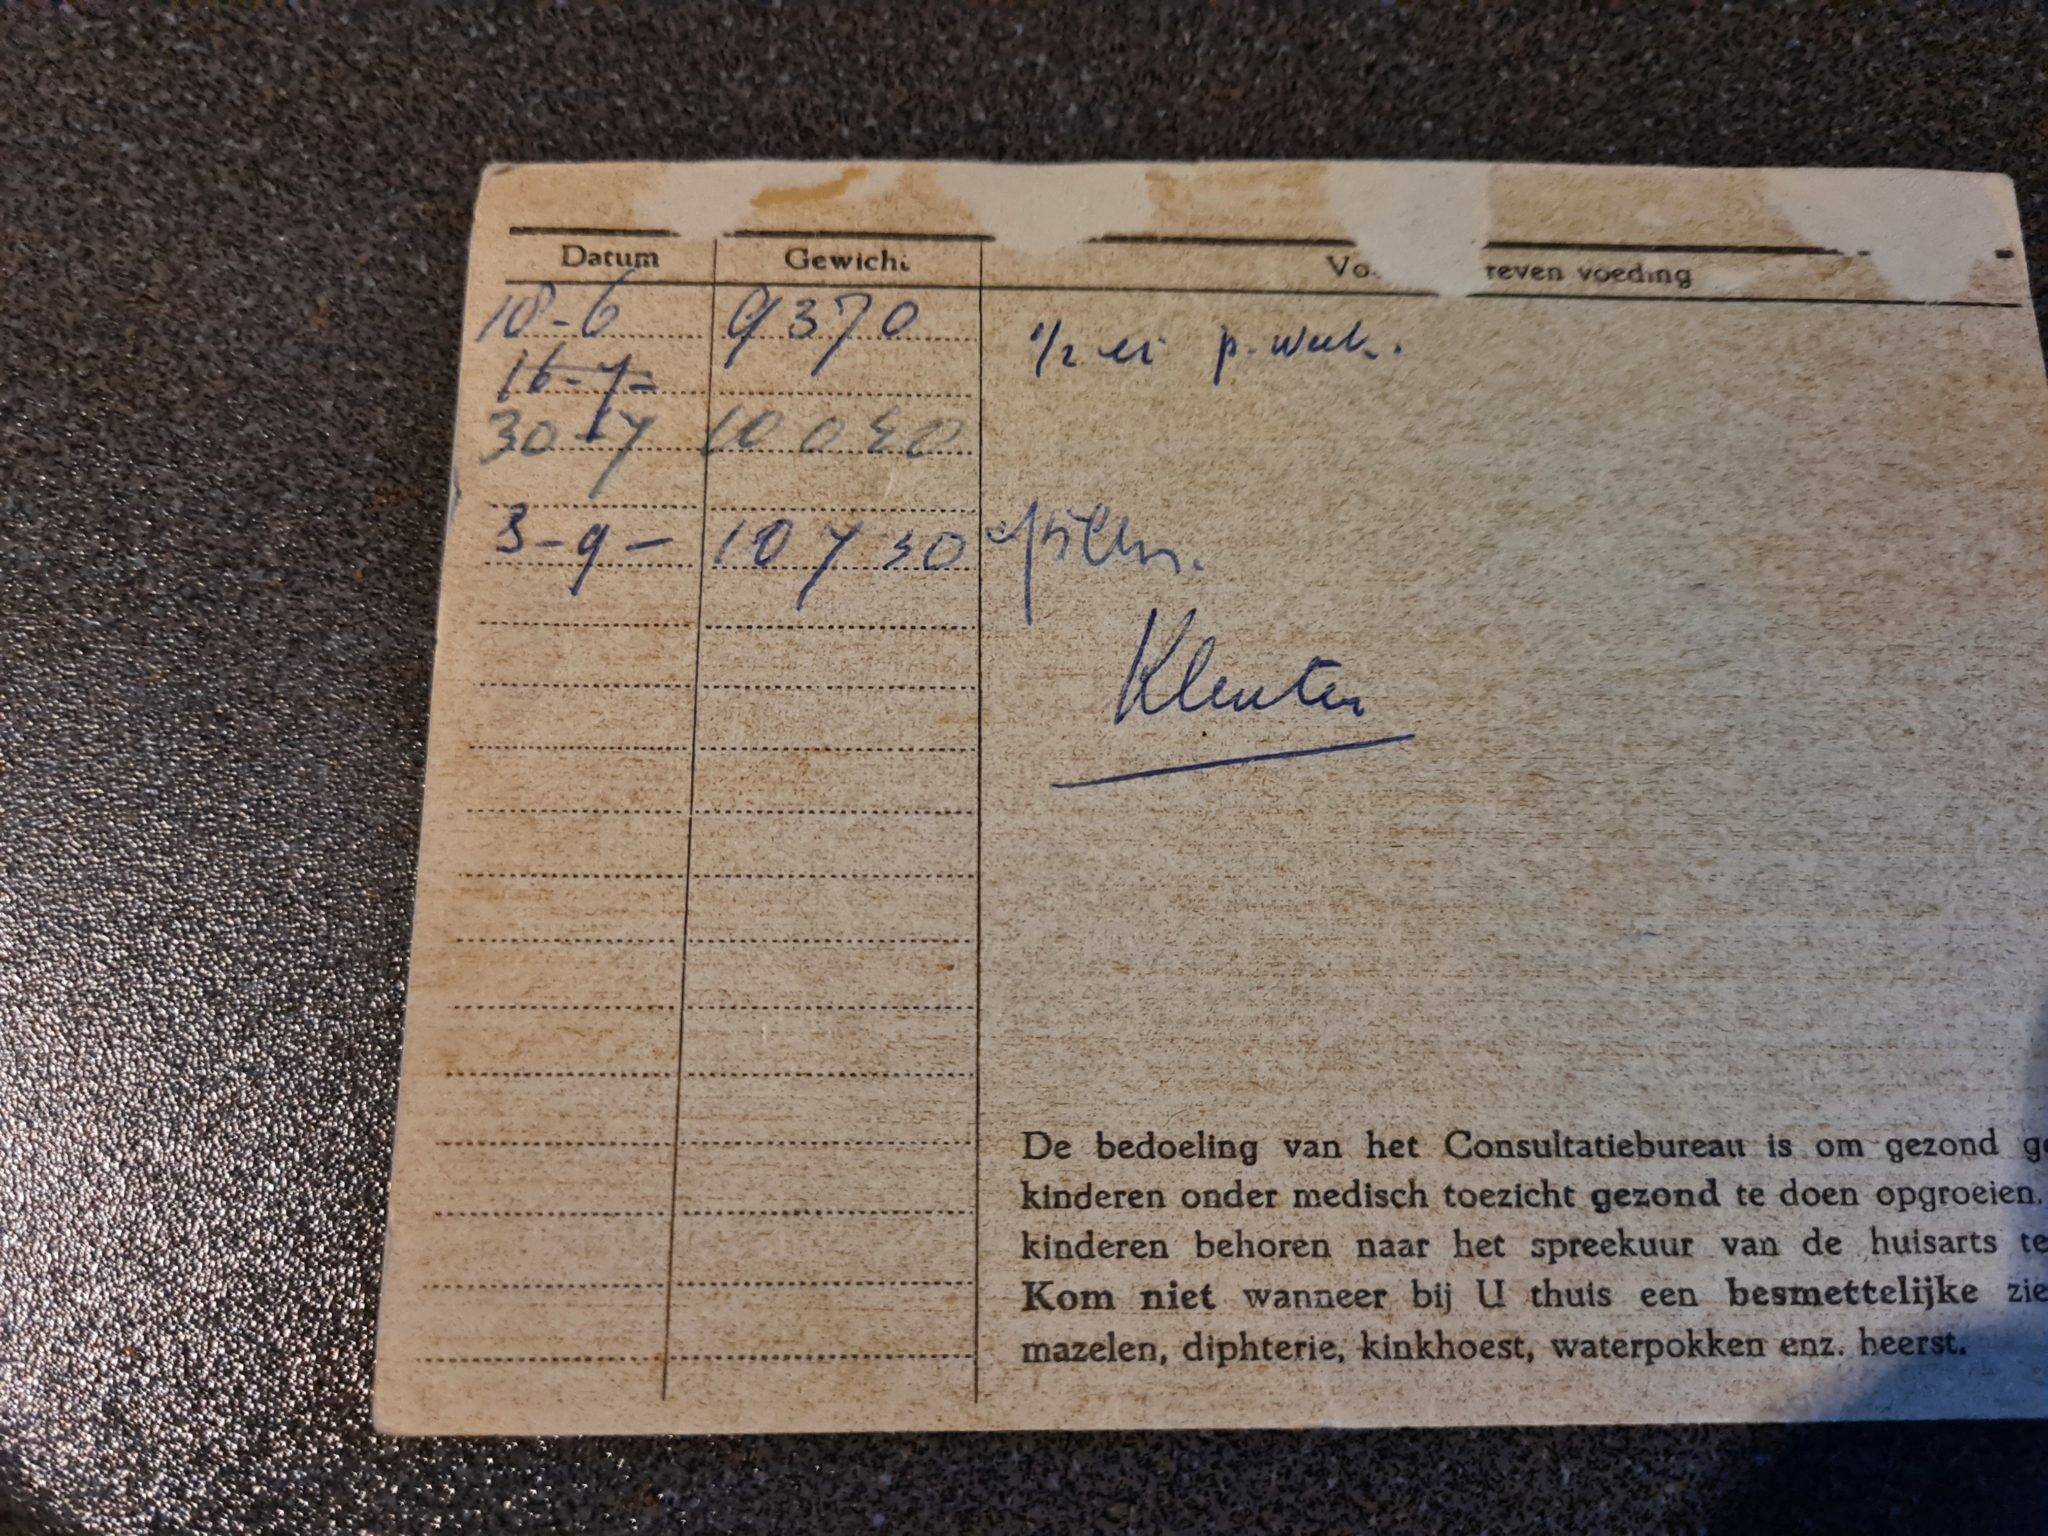 Datum Gewicht Vo reven voeding
18-6 9370 1/2 ei p. week.
16-7-
30-7 10 0 50
3-9- 10730
Kleuter
De bedoeling van het Consultatiebureau is om gezond g
kinderen onder medisch toezicht gezond te doen opgroeien.
kinderen behoren naar het spreekuur van de huisarts te
Kom niet wanneer bij U thuis een besmettelijke zie
mazelen, diphterie, kinkhoest, waterpokken enz. heerst.